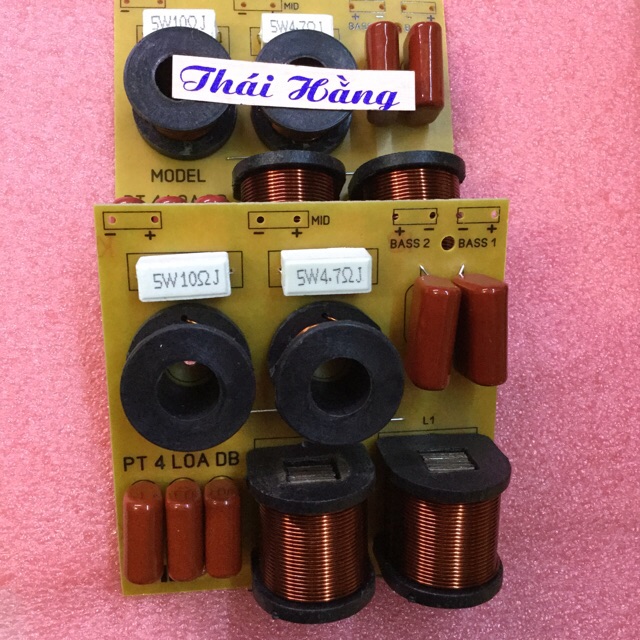 MID
5W10ΩJ
5W4.7ΩJ
Thái Hằng
MODEL
MID
BASS 2
BASS 1
5W10ΩJ
5W4.7ΩJ
L1
PT 4 LOA DB